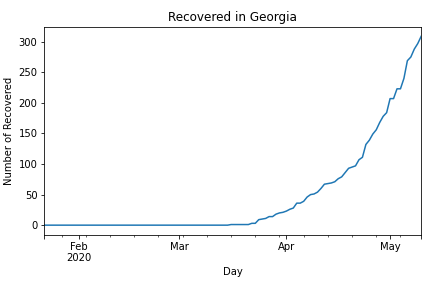 Recovered in Georgia
Number of Recovered
300
250
200
150
100
50
0
Feb
2020
Mar
Apr
May
Day